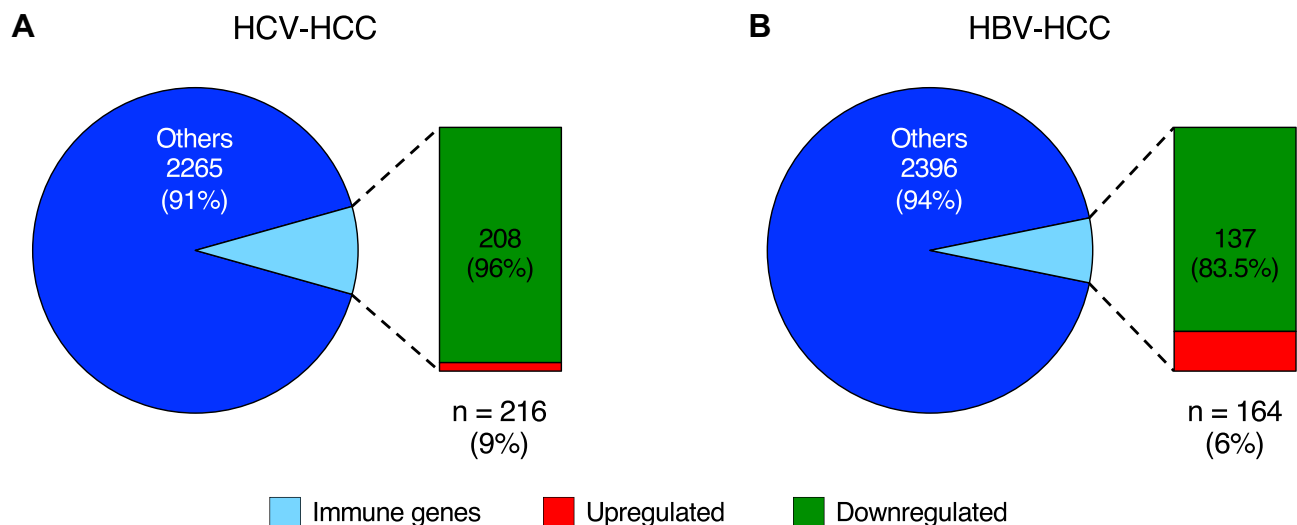 A
HCV-HCC
Others
2265
(91%)
208
(96%)
n = 216
(9%)
B
HBV-HCC
Others
2396
(94%)
137
(83.5%)
n = 164
(6%)
Immune genes
Upregulated
Downregulated